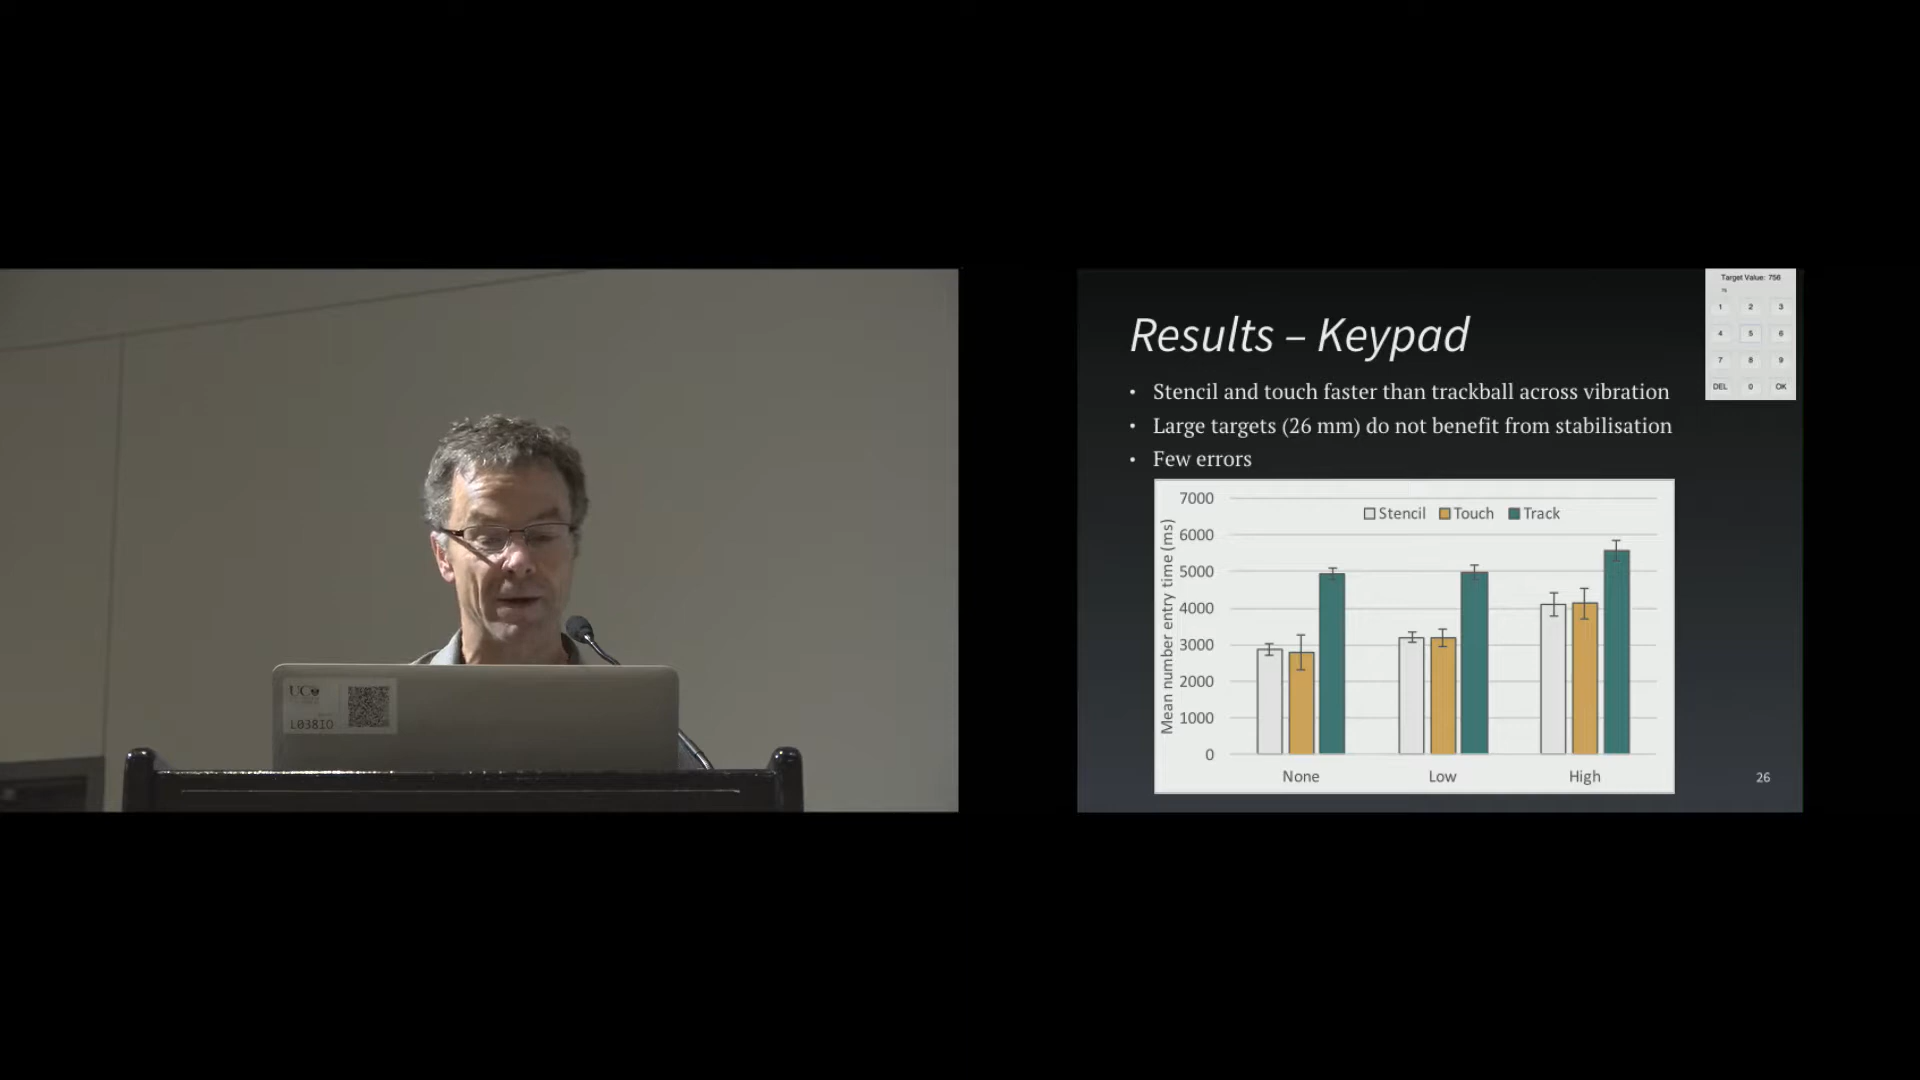 UC
L038IO
Results – Keypad
• Stencil and touch faster than trackball across vibration
• Large targets (26 mm) do not benefit from stabilisation
• Few errors
Target Value: 756
75
1 2 3
4 5 6
7 8 9
DEL 0 OK
Stencil Touch Track
Mean number entry time (ms)
7000
6000
5000
4000
3000
2000
1000
0
None Low High
26